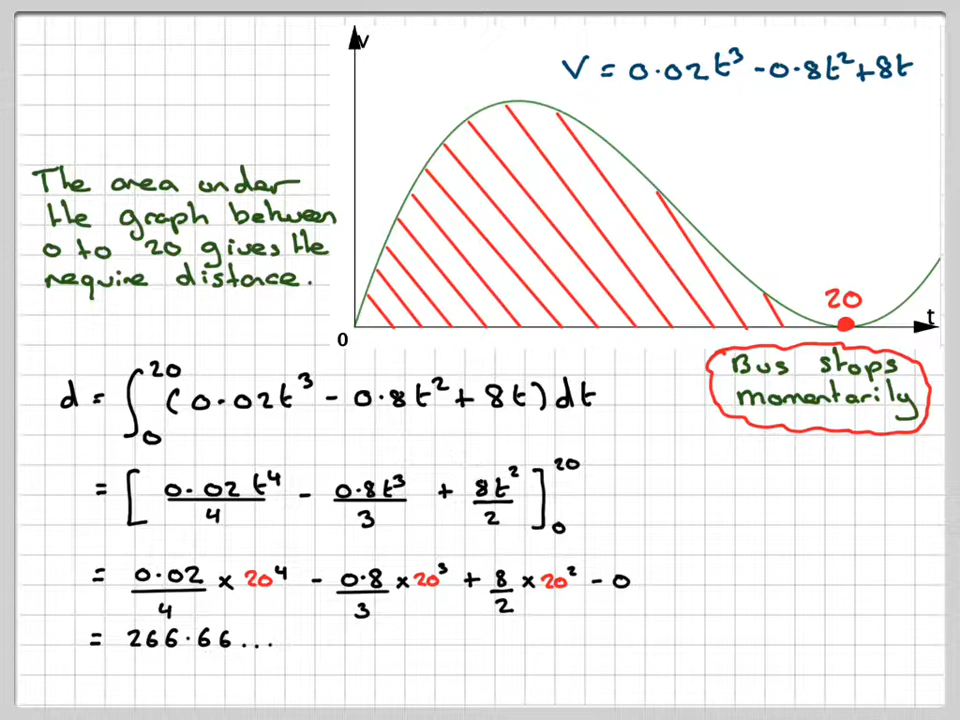 v
V = 0.02t³ - 0.8t² + 8t
The area under
the graph between
0 to 20 gives the
require distance.
20
t
0
Bus stops
momentarily
d = ∫₀²⁰ (0.02t³ - 0.8t² + 8t) dt
= [ 0.02t⁴/4 - 0.8t³/3 + 8t²/2 ]₀²⁰
= 0.02/4 × 20⁴ - 0.8/3 × 20³ + 8/2 × 20² - 0
= 266.66...